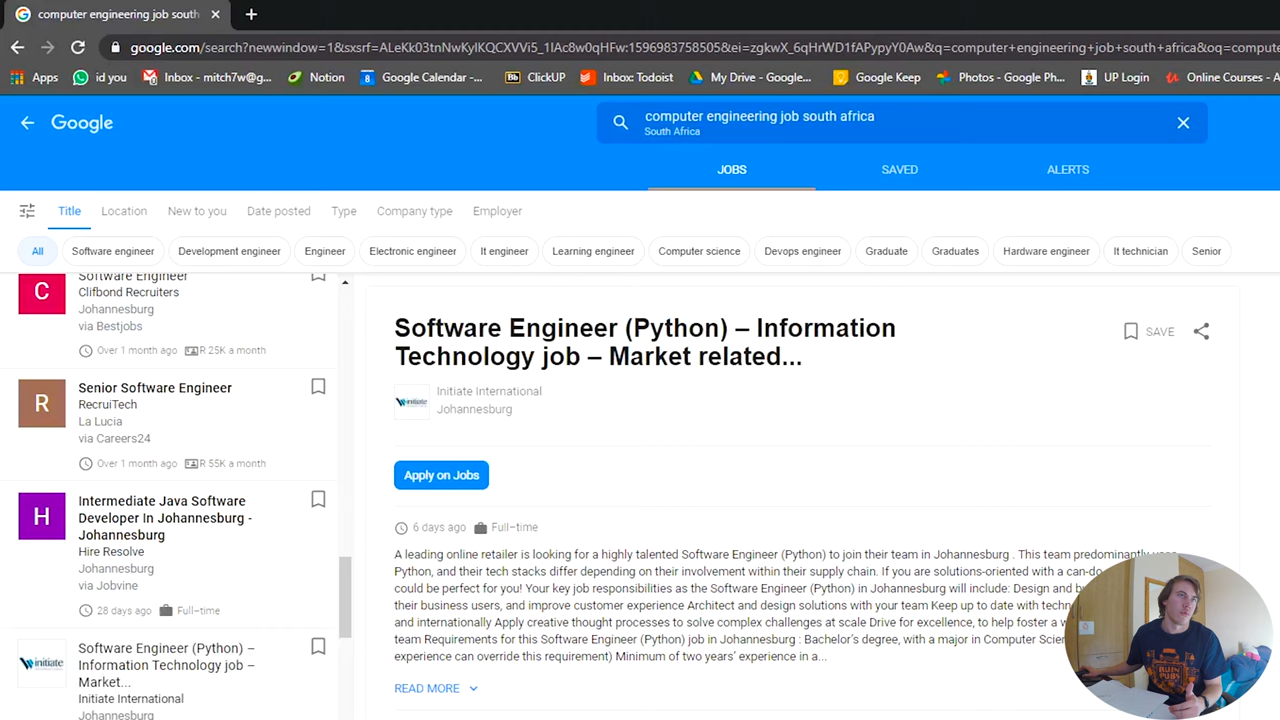 computer engineering job south
google.com/search?newwindow=1&sxsrf=ALeKk03tnNwKylKQCXVVi5_1lAc8w0qHFw:1596983758505&ei=zgkwX_6qHrWD1fAPypyY0Aw&q=computer+engineering+job+south+africa&oq=compute
Apps
id you
Inbox - mitch7w@g...
Notion
Google Calendar -...
ClickUP
Inbox Todoist
My Drive - Google...
Google Keep
Photos - Google Ph...
UP Login
Online Courses - A
Google
computer engineering job south africa
South Africa
JOBS
SAVED
ALERTS
Title
Location
New to you
Date posted
Type
Company type
Employer
All
Software engineer
Development engineer
Engineer
Electronic engineer
It engineer
Learning engineer
Computer science
Devops engineer
Graduate
Graduates
Hardware engineer
It technician
Senior
C
Software Engineer
Clifbond Recruiters
Johannesburg
via Bestjobs
Over 1 month ago R 25K a month
R
Senior Software Engineer
RecruiTech
La Lucia
via Careers24
Over 1 month ago R 55K a month
H
Intermediate Java Software
Developer In Johannesburg -
Johannesburg
Hire Resolve
Johannesburg
via Jobvine
28 days ago Full–time
initiate
Software Engineer (Python) –
Information Technology job –
Market...
Initiate International
Johannesburg
Software Engineer (Python) – Information
Technology job – Market related...
SAVE
initiate
Initiate International
Johannesburg
Apply on Jobs
6 days ago Full–time
A leading online retailer is looking for a highly talented Software Engineer (Python) to join their team in Johannesburg . This team predominantly uses
Python, and their tech stacks differ depending on their involvement within their supply chain. If you are solutions-oriented with a can-do
could be perfect for you! Your key job responsibilities as the Software Engineer (Python) in Johannesburg will include: Design and bu
their business users, and improve customer experience Architect and design solutions with your team Keep up to date with techn
and internationally Apply creative thought processes to solve complex challenges at scale Drive for excellence, to help foster a w
team Requirements for this Software Engineer (Python) job in Johannesburg : Bachelor's degree, with a major in Computer Scien
experience can override this requirement) Minimum of two years' experience in a...
READ MORE